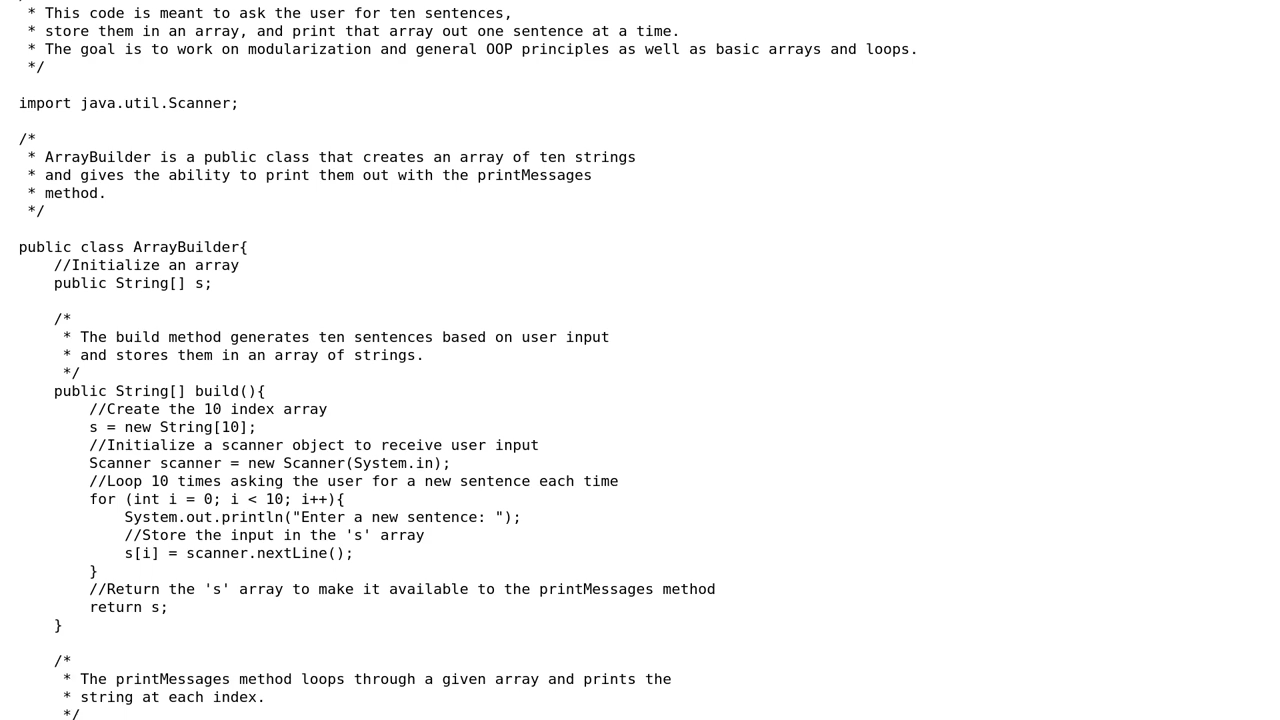 * This code is meant to ask the user for ten sentences,
 * store them in an array, and print that array out one sentence at a time.
 * The goal is to work on modularization and general OOP principles as well as basic arrays and loops.
 */

import java.util.Scanner;

/*
 * ArrayBuilder is a public class that creates an array of ten strings
 * and gives the ability to print them out with the printMessages
 * method.
 */

public class ArrayBuilder{
    //Initialize an array
    public String[] s;

    /*
     * The build method generates ten sentences based on user input
     * and stores them in an array of strings.
     */
    public String[] build(){
        //Create the 10 index array
        s = new String[10];
        //Initialize a scanner object to receive user input
        Scanner scanner = new Scanner(System.in);
        //Loop 10 times asking the user for a new sentence each time
        for (int i = 0; i < 10; i++){
            System.out.println("Enter a new sentence: ");
            //Store the input in the 's' array
            s[i] = scanner.nextLine();
        }
        //Return the 's' array to make it available to the printMessages method
        return s;
    }

    /*
     * The printMessages method loops through a given array and prints the
     * string at each index.
     */